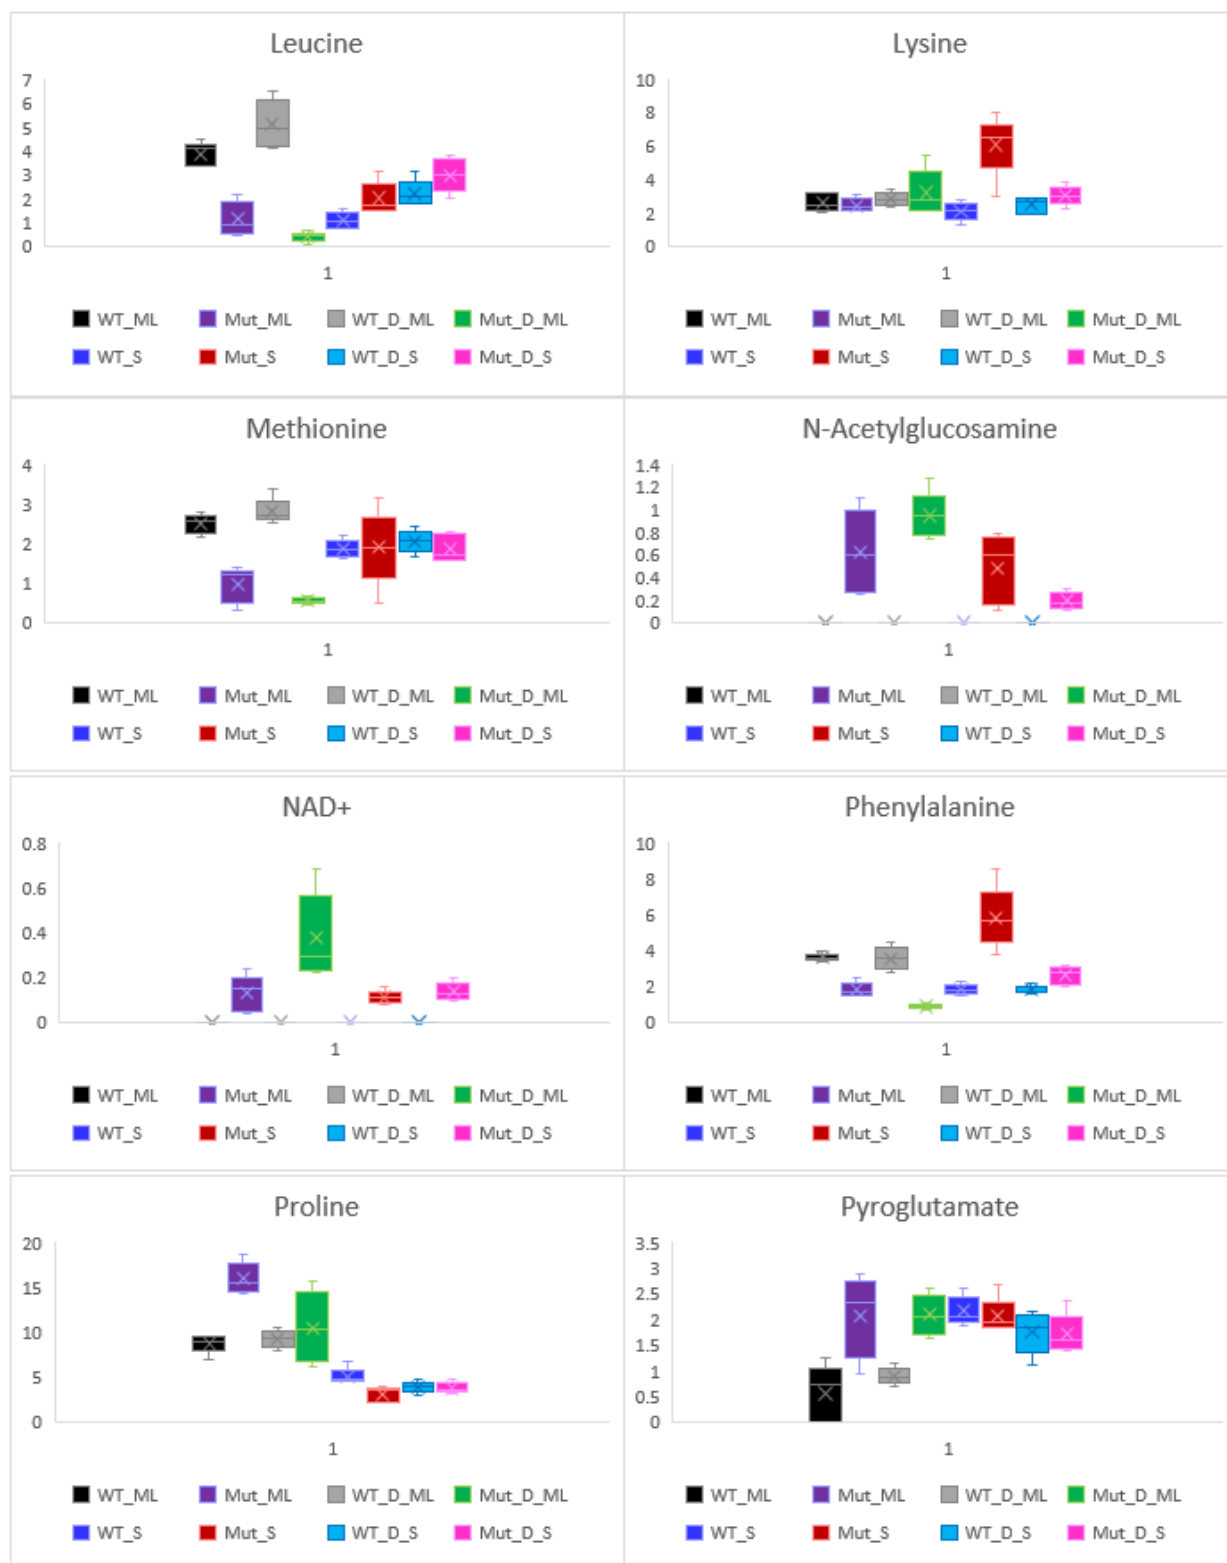 Leucine
7
6
5
4
3
2
1
0
1
WT_ML Mut_ML WT_D_ML Mut_D_ML
WT_S Mut_S WT_D_S Mut_D_S
Lysine
10
8
6
4
2
0
1
WT_ML Mut_ML WT_D_ML Mut_D_ML
WT_S Mut_S WT_D_S Mut_D_S
Methionine
4
3
2
1
0
1
WT_ML Mut_ML WT_D_ML Mut_D_ML
WT_S Mut_S WT_D_S Mut_D_S
N-Acetylglucosamine
1.4
1.2
1
0.8
0.6
0.4
0.2
0
1
WT_ML Mut_ML WT_D_ML Mut_D_ML
WT_S Mut_S WT_D_S Mut_D_S
NAD+
0.8
0.6
0.4
0.2
0
1
WT_ML Mut_ML WT_D_ML Mut_D_ML
WT_S Mut_S WT_D_S Mut_D_S
Phenylalanine
10
8
6
4
2
0
1
WT_ML Mut_ML WT_D_ML Mut_D_ML
WT_S Mut_S WT_D_S Mut_D_S
Proline
20
15
10
5
0
1
WT_ML Mut_ML WT_D_ML Mut_D_ML
WT_S Mut_S WT_D_S Mut_D_S
Pyroglutamate
3.5
3
2.5
2
1.5
1
0.5
0
1
WT_ML Mut_ML WT_D_ML Mut_D_ML
WT_S Mut_S WT_D_S Mut_D_S